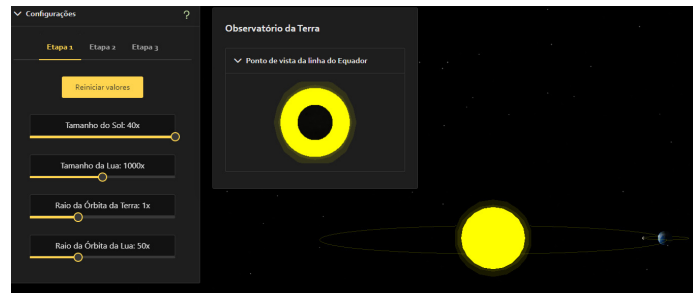 Configurações
?
Etapa 1 Etapa 2 Etapa 3
Reiniciar valores
Tamanho do Sol: 40x
Tamanho da Lua: 1000x
Raio da Órbita da Terra: 1x
Raio da Órbita da Lua: 50x
Observatório da Terra
Ponto de vista da linha do Equador